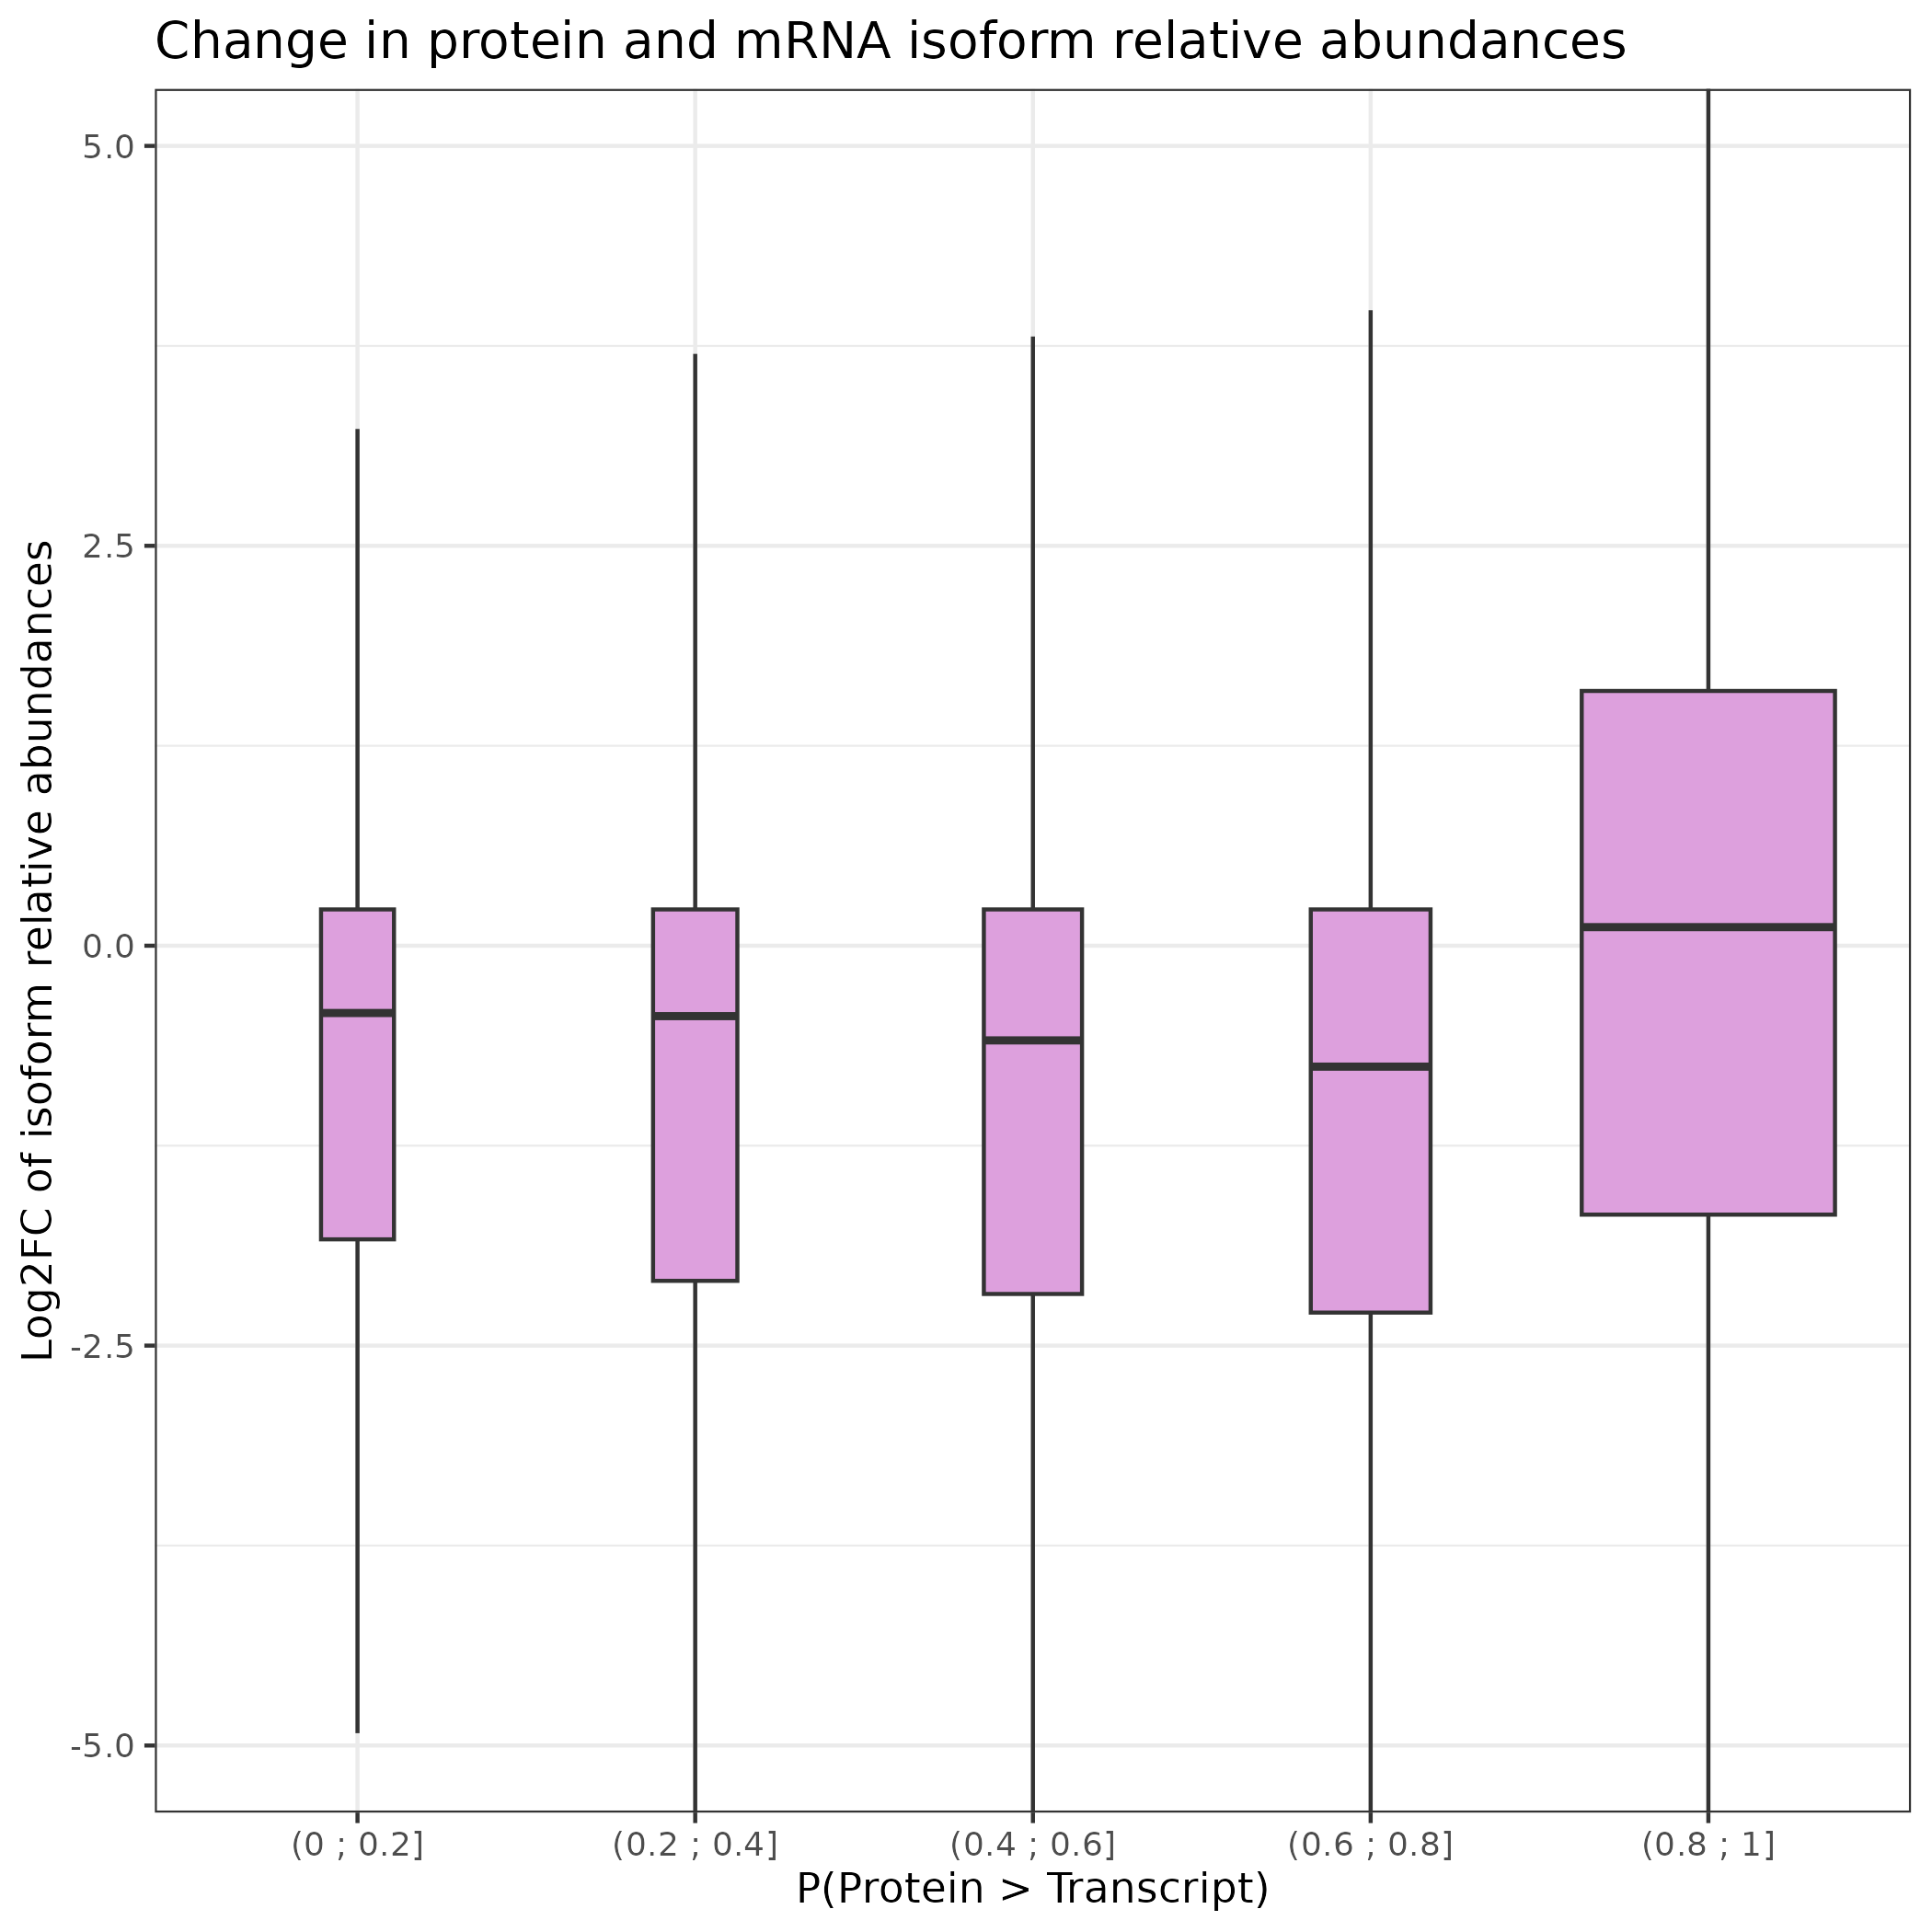 Change in protein and mRNA isoform relative abundances
Log2FC of isoform relative abundances
5.0
2.5
0.0
-2.5
-5.0
(0 ; 0.2]
(0.2 ; 0.4]
(0.4 ; 0.6]
(0.6 ; 0.8]
(0.8 ; 1]
P(Protein > Transcript)